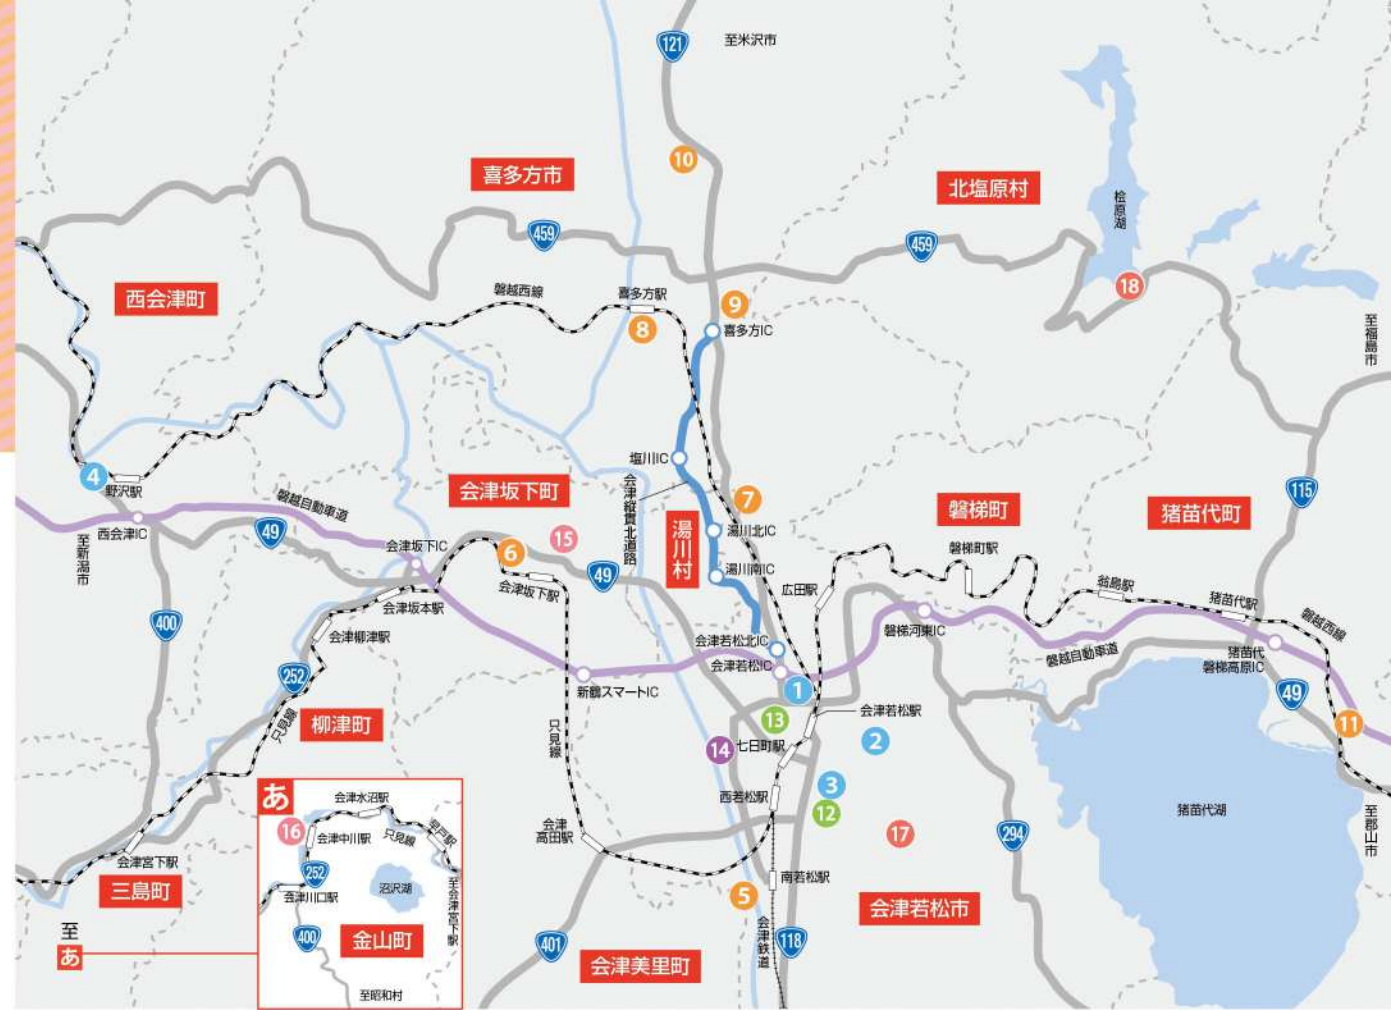 121
至米沢市
10
喜多方市
北塩原村
桧原湖
459
459
18
西会津町
磐越西線
喜多方駅
8
9
喜多方IC
至福島市
4
野沢駅
塩川IC
会津縦貫北道路
会津坂下町
7
磐梯町
猪苗代町
115
磐越自動車道
西会津IC
至新潟市
49
会津坂下IC
6
15
湯川村
湯川北IC
湯川南IC
49
会津坂下駅
広田駅
磐梯町駅
翁島駅
猪苗代駅
磐越西線
400
会津坂本駅
会津柳津駅
磐梯河東IC
磐越自動車道
猪苗代
磐梯高原IC
会津若松北IC
会津若松IC
252
新鶴スマートIC
1
49
11
只見線
柳津町
只見線
13
会津若松駅
14
七日町駅
2
西若松駅
3
12
17
294
猪苗代湖
至郡山市
会津
高田駅
会津宮下駅
三島町
至
あ
あ
会津水沼駅
16
会津中川駅
只見線
早戸駅
252
会津川口駅
沼沢湖
至会津宮下駅
400
金山町
至昭和村
5
南若松駅
会津若松市
会津鉄道
118
401
会津美里町